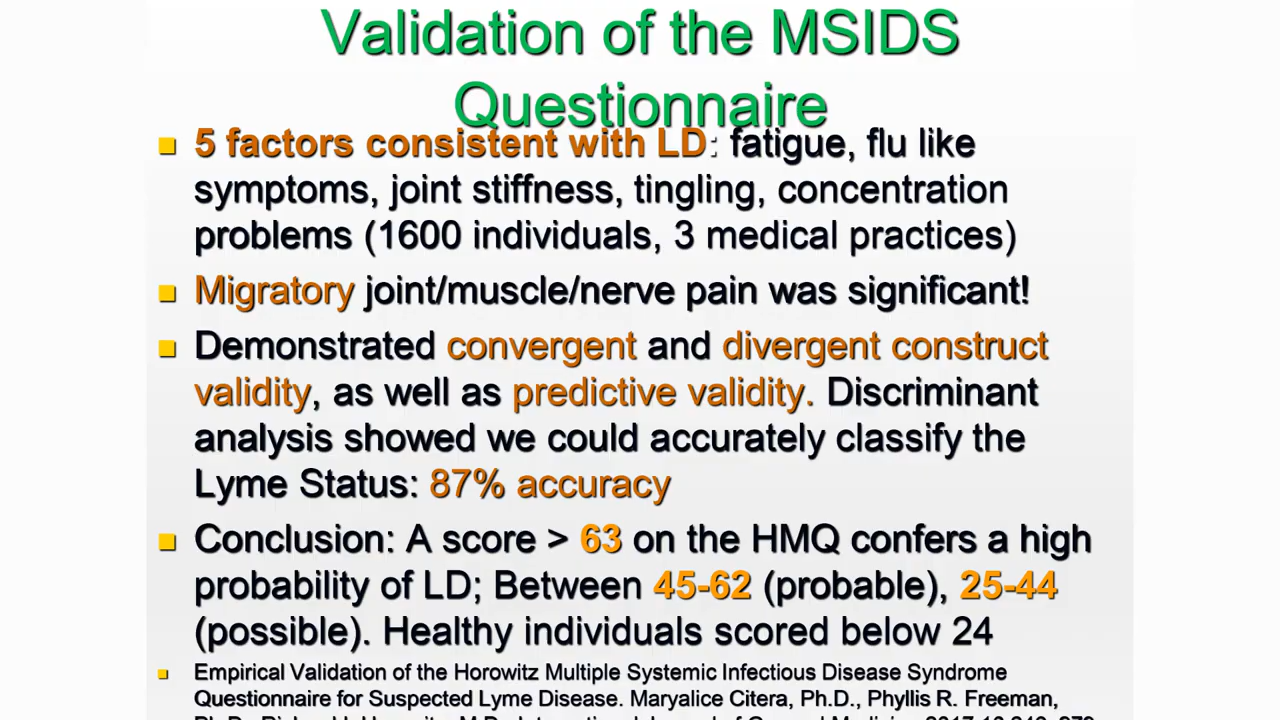 Validation of the MSIDS
Questionnaire
5 factors consistent with LD: fatigue, flu like
symptoms, joint stiffness, tingling, concentration
problems (1600 individuals, 3 medical practices)
Migratory joint/muscle/nerve pain was significant!
Demonstrated convergent and divergent construct
validity, as well as predictive validity. Discriminant
analysis showed we could accurately classify the
Lyme Status: 87% accuracy
Conclusion: A score > 63 on the HMQ confers a high
probability of LD; Between 45-62 (probable), 25-44
(possible). Healthy individuals scored below 24
Empirical Validation of the Horowitz Multiple Systemic Infectious Disease Syndrome
Questionnaire for Suspected Lyme Disease. Maryalice Citera, Ph.D., Phyllis R. Freeman,